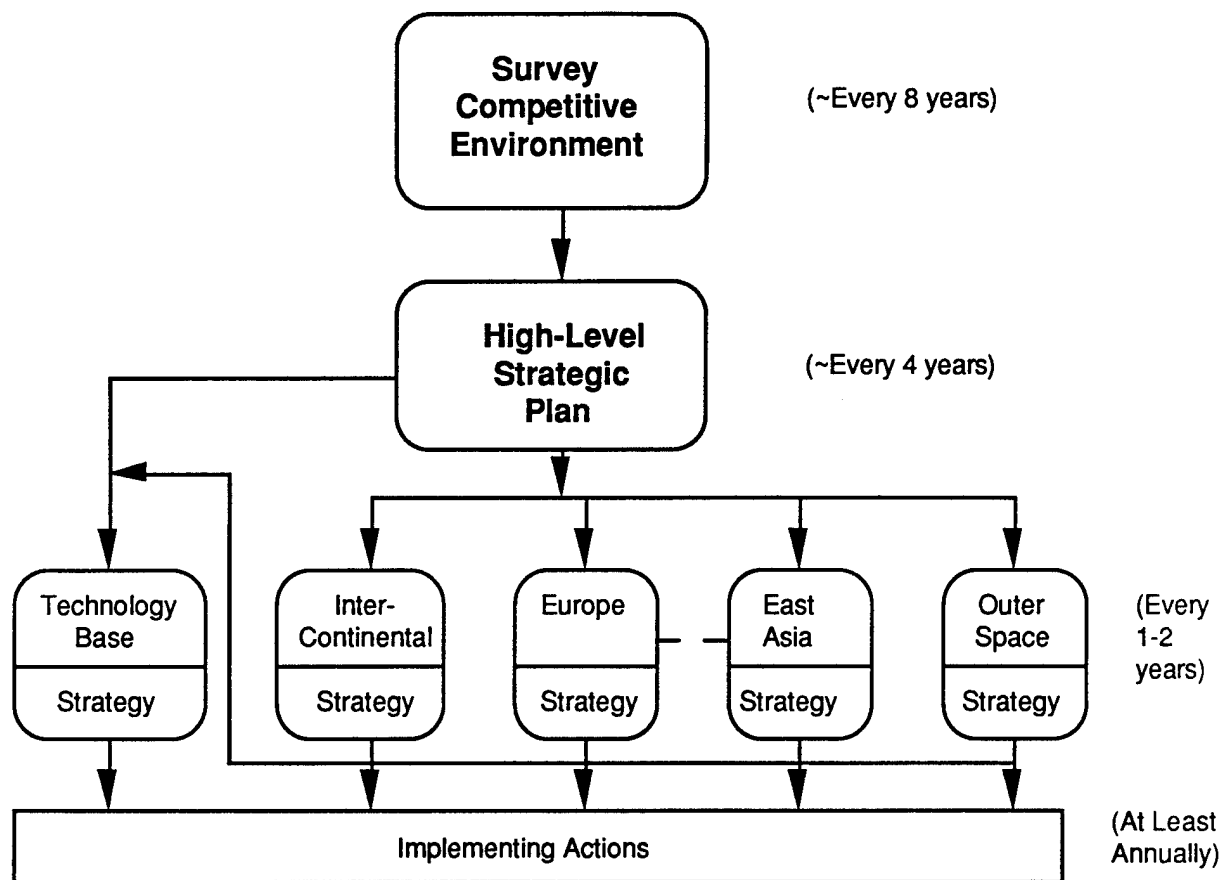 Survey
Competitive
Environment
(~Every 8 years)
High-Level
Strategic
Plan
(~Every 4 years)
Technology
Base
Strategy
Inter-
Continental
Strategy
Europe
Strategy
East
Asia
Strategy
Outer
Space
Strategy
(Every
1-2
years)
Implementing Actions
(At Least
Annually)